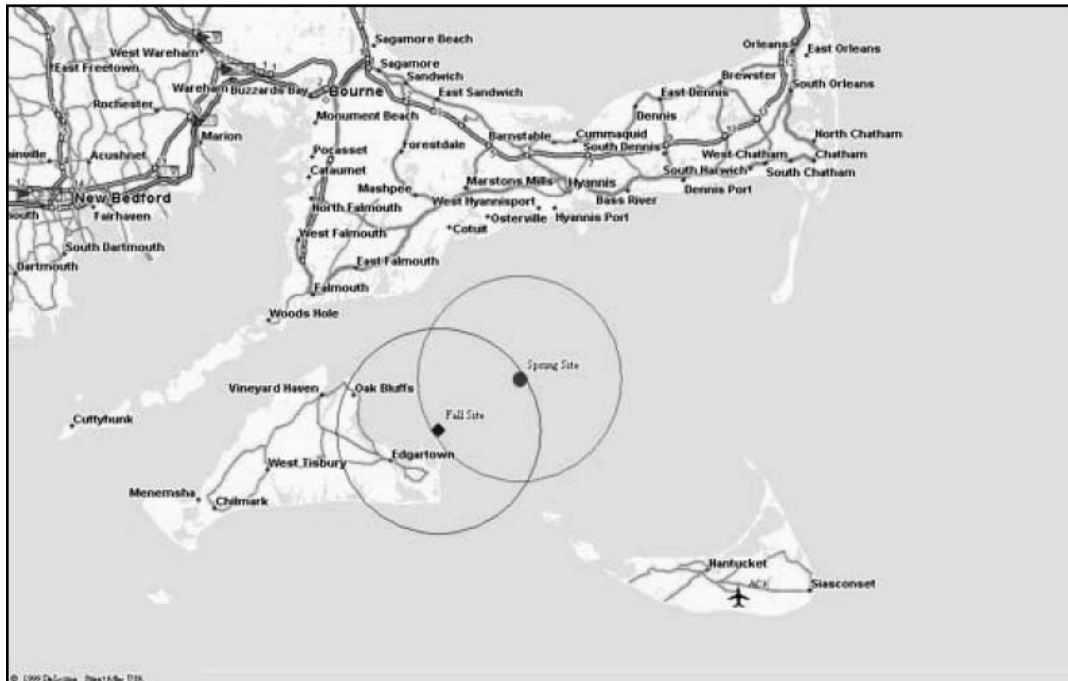 Sagamore Beach
West Wareham
Sagamore
Sandwich
East Freetown
Orleans
East Orleans
Brewster
South Orleans
Wareham
Buzzards Bay
Bourne
East Sandwich
East Dennis
Rochester
Monument Beach
Dennis
Marion
Barnstable
Cummaquid
North Chatham
Forestdale
South Dennis
West Chatham
Chatham
Acushnet
Pocasset
South Harwich
South Chatham
Cataumet
Mashpee
Marstons Mills
Hyannis
Dennis Port
New Bedford
North Falmouth
West Hyannisport
Bass River
Fairhaven
Osterville
Hyannis Port
West Falmouth
Cotuit
South Dartmouth
Dartmouth
East Falmouth
Falmouth
Woods Hole
Spring Site
Vineyard Haven
Oak Bluffs
Fall Site
Cuttyhunk
Edgartown
West Tisbury
Menemsha
Chilmark
Nantucket
ACK
Siasconset